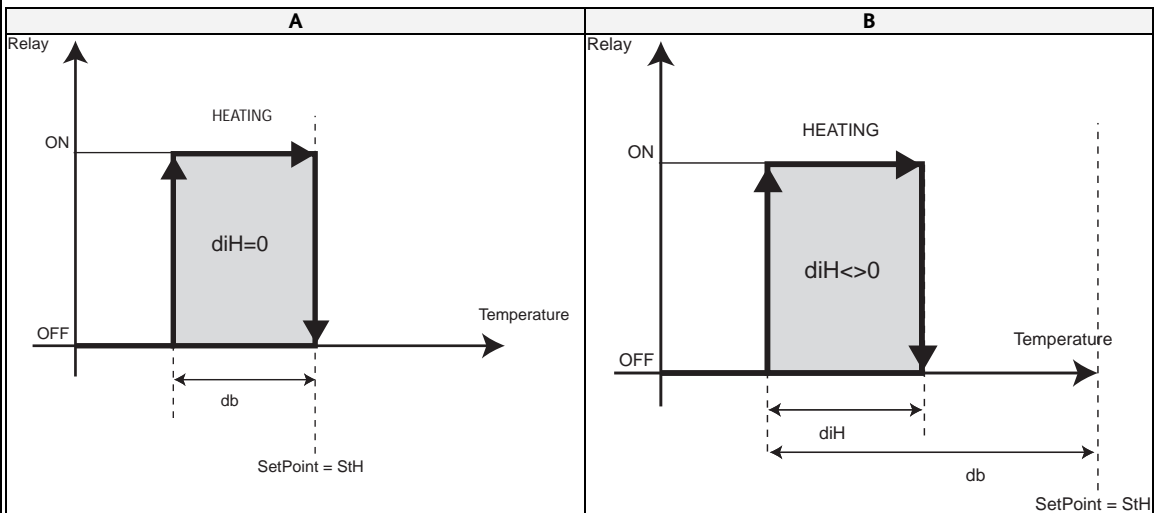 A
Relay
HEATING
ON
diH=0
Temperature
OFF
db
SetPoint = StH
B
Relay
HEATING
ON
diH<>0
Temperature
OFF
diH
db
SetPoint = StH